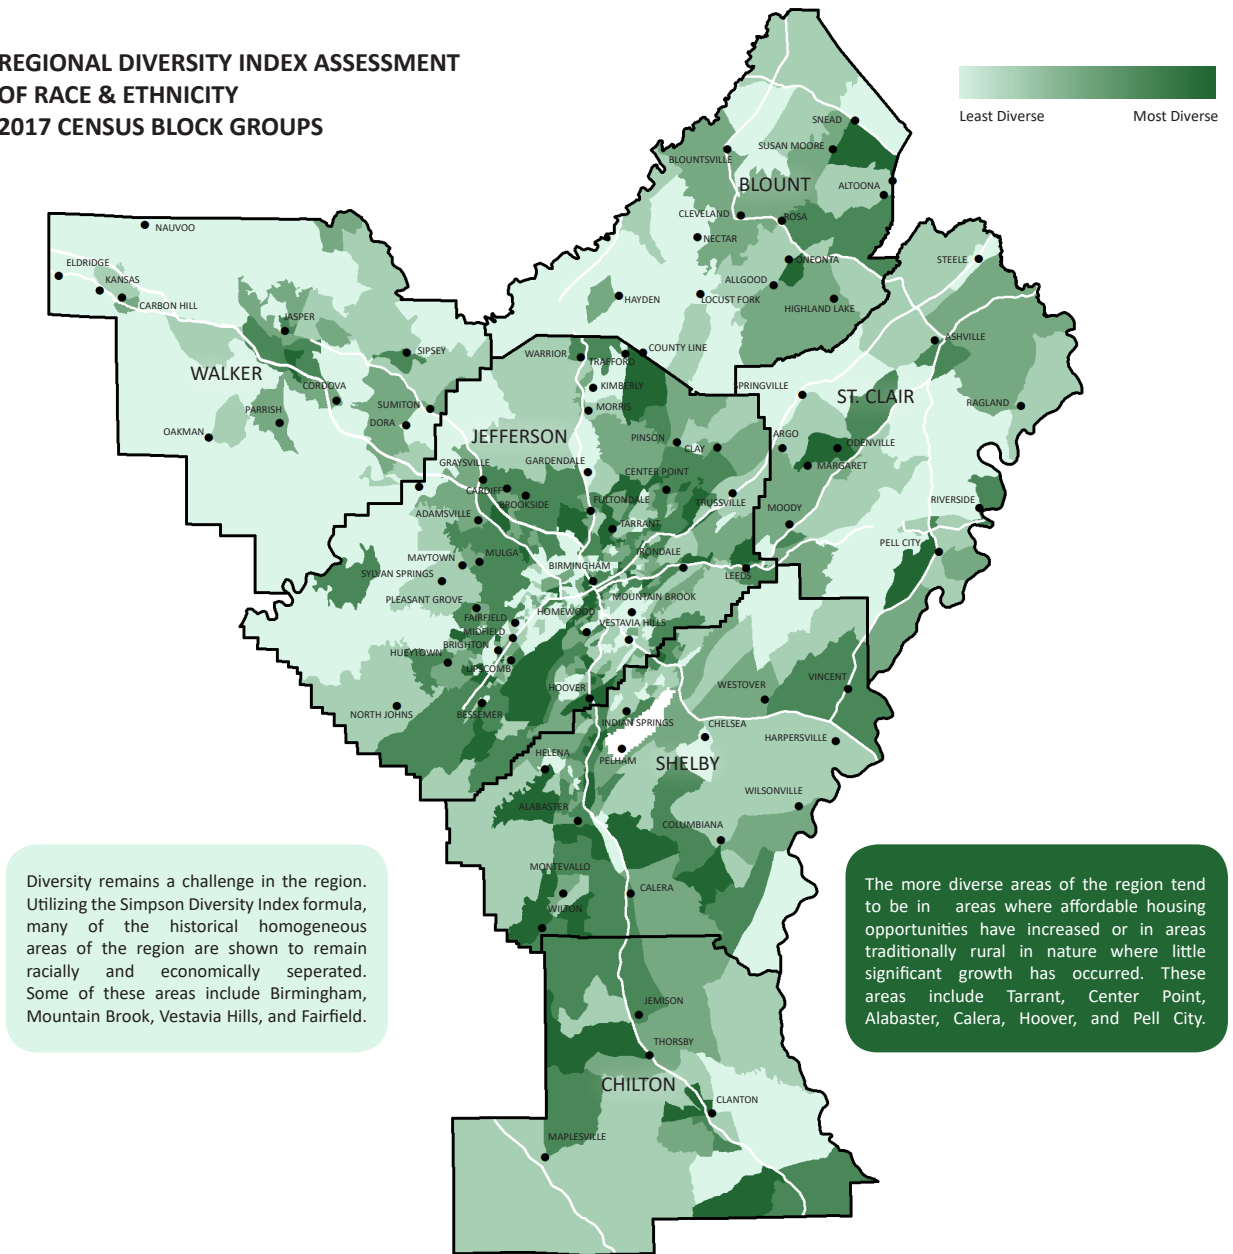 REGIONAL DIVERSITY INDEX ASSESSMENT
OF RACE & ETHNICITY
2017 CENSUS BLOCK GROUPS
Least Diverse
Most Diverse
SNEAD
SUSAN MOORE
BLOUNTSVILLE
BLOUNT
ALTOONA
CLEVELAND
ROSA
NECTAR
ONEONTA
ALLGOOD
HAYDEN
LOCUST FORK
HIGHLAND LAKE
NAUVOO
ELDRIDGE
KANSAS
CARBON HILL
JASPER
SIPSEY
WALKER
CORDOVA
SUMITON
PARRISH
DORA
OAKMAN
STEELE
ASHVILLE
SPRINGVILLE
ST. CLAIR
RAGLAND
ARGO
ODENVILLE
MARGARET
RIVERSIDE
MOODY
PELL CITY
WARRIOR
TRAFFORD
COUNTY LINE
KIMBERLY
MORRIS
JEFFERSON
PINSON
CLAY
GARDENDALE
GRAYSVILLE
CENTER POINT
CARDIFF
BROOKSIDE
FULTONDALE
TRUSSVILLE
ADAMSVILLE
TARRANT
MAYTOWN
MULGA
IRONDALE
SYLVAN SPRINGS
BIRMINGHAM
LEEDS
PLEASANT GROVE
MOUNTAIN BROOK
FAIRFIELD
HOMEWOOD
VESTAVIA HILLS
MIDFIELD
BRIGHTON
HUEYTOWN
LIPSCOMB
HOOVER
NORTH JOHNS
BESSEMER
WESTOVER
VINCENT
INDIAN SPRINGS
CHELSEA
HARPERSVILLE
HELENA
PELHAM
SHELBY
WILSONVILLE
ALABASTER
COLUMBIANA
MONTEVALLO
CALERA
WILTON
JEMISON
THORSBY
CHILTON
CLANTON
MAPLESVILLE
Diversity remains a challenge in the region.
Utilizing the Simpson Diversity Index formula,
many of the historical homogeneous
areas of the region are shown to remain
racially and economically seperated.
Some of these areas include Birmingham,
Mountain Brook, Vestavia Hills, and Fairfield.
The more diverse areas of the region tend
to be in areas where affordable housing
opportunities have increased or in areas
traditionally rural in nature where little
significant growth has occurred. These
areas include Tarrant, Center Point,
Alabaster, Calera, Hoover, and Pell City.